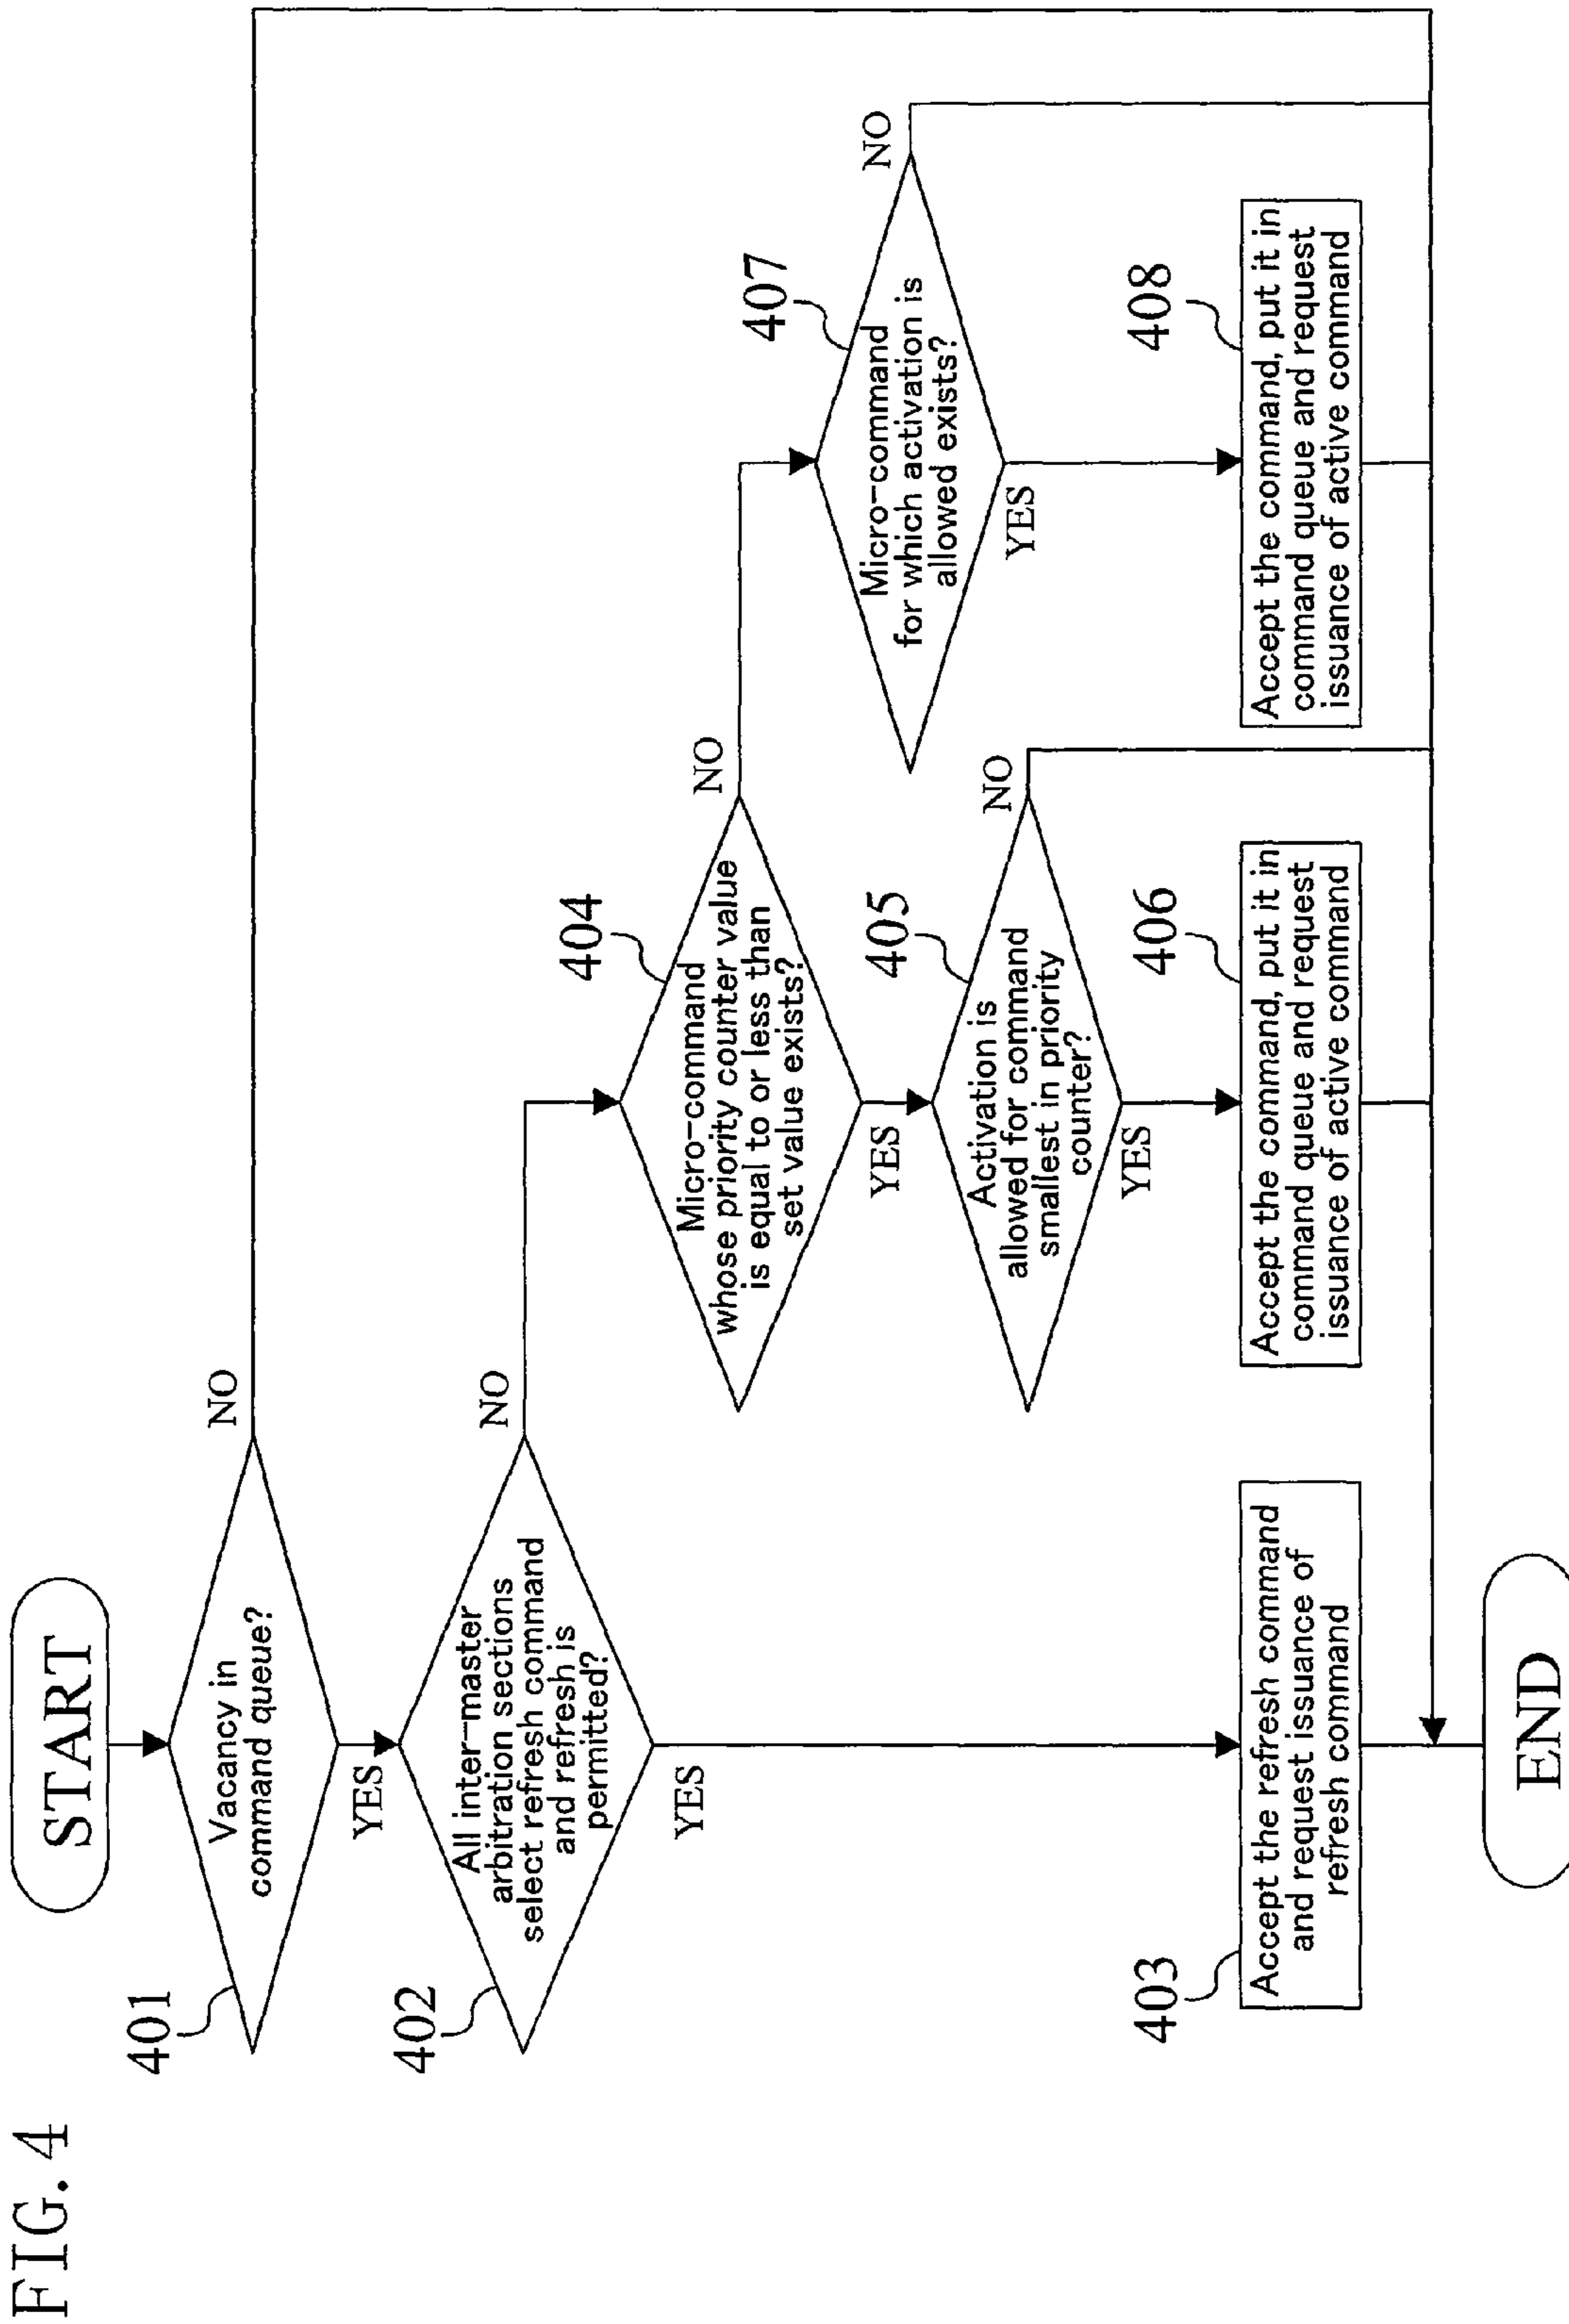 FIG. 4
START
401
Vacancy in
command queue?
NO
YES
402
All inter-master
arbitration sections
select refresh command
and refresh is
permitted?
NO
YES
403
Accept the refresh command
and request issuance of
refresh command
404
Micro-command
whose priority counter value
is equal to or less than
set value exists?
NO
YES
405
Activation is
allowed for command
smallest in priority
counter?
NO
YES
406
Accept the command, put it in
command queue and request
issuance of active command
407
Micro-command
for which activation is
allowed exists?
NO
YES
408
Accept the command, put it in
command queue and request
issuance of active command
END